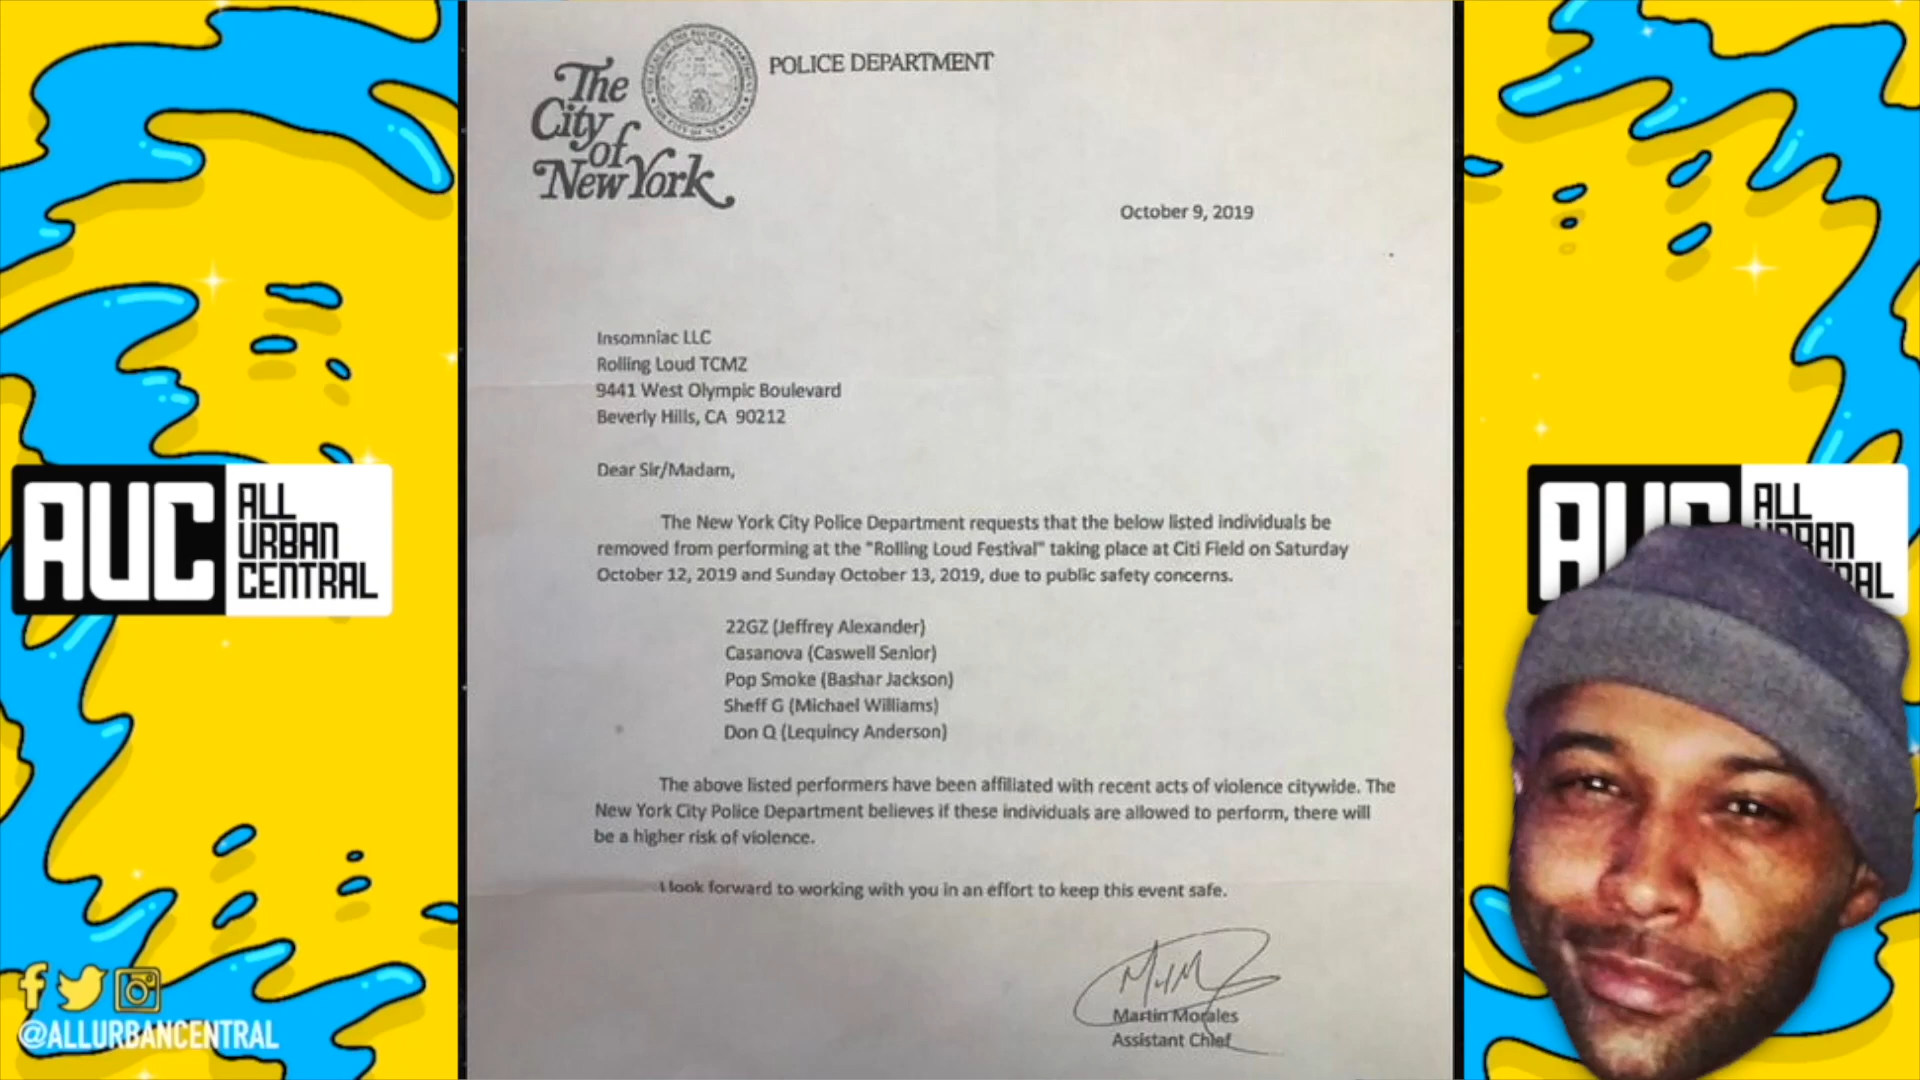 The
City
of
New York
POLICE DEPARTMENT
October 9, 2019
Insomniac LLC
Rolling Loud TCMZ
9441 West Olympic Boulevard
Beverly Hills, CA 90212
Dear Sir/Madam,
The New York City Police Department requests that the below listed individuals be
removed from performing at the "Rolling Loud Festival" taking place at Citi Field on Saturday
October 12, 2019 and Sunday October 13, 2019, due to public safety concerns.
22GZ (Jeffrey Alexander)
Casanova (Caswell Senior)
Pop Smoke (Bashar Jackson)
Sheff G (Michael Williams)
Don Q (Lequincy Anderson)
The above listed performers have been affiliated with recent acts of violence citywide. The
New York City Police Department believes if these individuals are allowed to perform, there will
be a higher risk of violence.
I look forward to working with you in an effort to keep this event safe.
Martin Morales
Assistant Chief
AUC ALL
URBAN
CENTRAL
@ALLURBANCENTRAL
AUC ALL